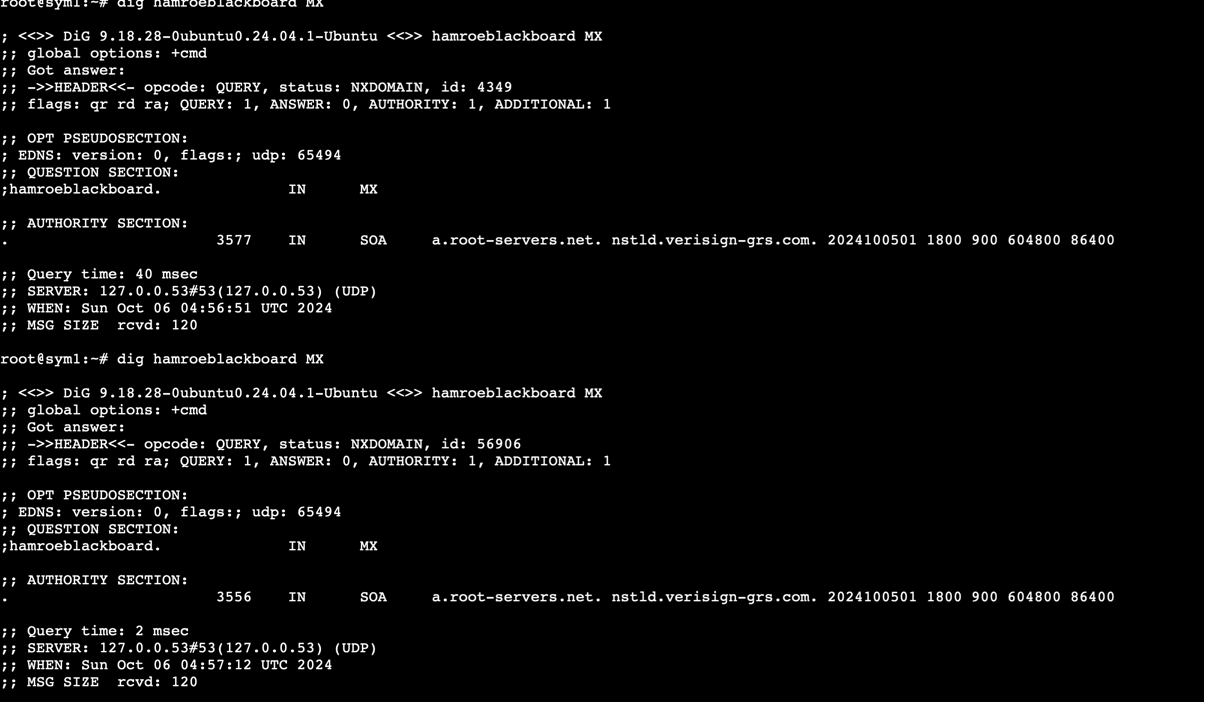 root@sym1:~# dig hamroeblackboard MX
; <<>> DiG 9.18.28-0ubuntu0.24.04.1-Ubuntu <<>> hamroeblackboard MX
;; global options: +cmd
;; Got answer:
;; ->>HEADER<<- opcode: QUERY, status: NXDOMAIN, id: 4349
;; flags: qr rd ra; QUERY: 1, ANSWER: 0, AUTHORITY: 1, ADDITIONAL: 1
;; OPT PSEUDOSECTION:
; EDNS: version: 0, flags:; udp: 65494
;; QUESTION SECTION:
;hamroeblackboard. IN MX
;; AUTHORITY SECTION:
. 3577 IN SOA a.root-servers.net. nstld.verisign-grs.com. 2024100501 1800 900 604800 86400
;; Query time: 40 msec
;; SERVER: 127.0.0.53#53(127.0.0.53) (UDP)
;; WHEN: Sun Oct 06 04:56:51 UTC 2024
;; MSG SIZE rcvd: 120
root@sym1:~# dig hamroeblackboard MX
; <<>> DiG 9.18.28-0ubuntu0.24.04.1-Ubuntu <<>> hamroeblackboard MX
;; global options: +cmd
;; Got answer:
;; ->>HEADER<<- opcode: QUERY, status: NXDOMAIN, id: 56906
;; flags: qr rd ra; QUERY: 1, ANSWER: 0, AUTHORITY: 1, ADDITIONAL: 1
;; OPT PSEUDOSECTION:
; EDNS: version: 0, flags:; udp: 65494
;; QUESTION SECTION:
;hamroeblackboard. IN MX
;; AUTHORITY SECTION:
. 3556 IN SOA a.root-servers.net. nstld.verisign-grs.com. 2024100501 1800 900 604800 86400
;; Query time: 2 msec
;; SERVER: 127.0.0.53#53(127.0.0.53) (UDP)
;; WHEN: Sun Oct 06 04:57:12 UTC 2024
;; MSG SIZE rcvd: 120